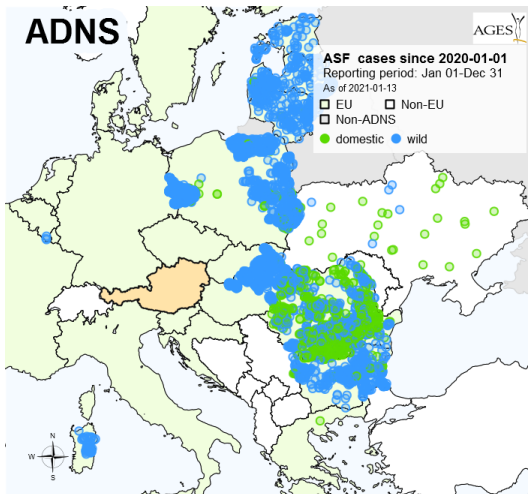 ADNS
AGES
ASF cases since 2020-01-01
Reporting period: Jan 01-Dec 31
As of 2021-01-13
EU Non-EU
Non-ADNS
domestic wild
N
W E
S